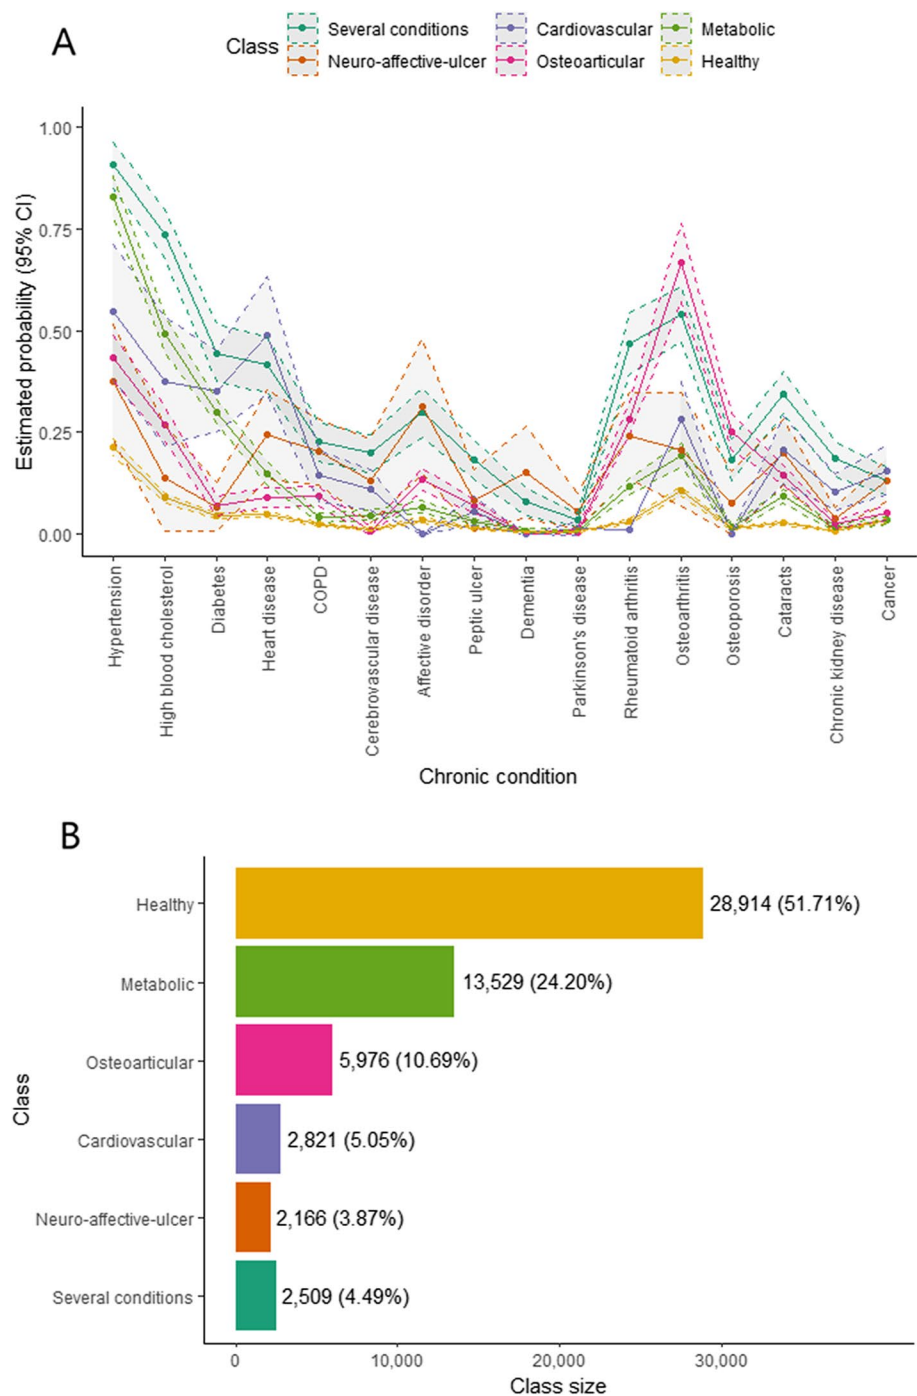 A
Class
Several conditions
Cardiovascular
Metabolic
Neuro-affective-ulcer
Osteoarticular
Healthy
Estimated probability (95% CI)
1.00
0.75
0.50
0.25
0.00
Hypertension
High blood cholesterol
Diabetes
Heart disease
COPD
Cerebrovascular disease
Affective disorder
Peptic ulcer
Dementia
Parkinson's disease
Rheumatoid arthritis
Osteoarthritis
Osteoporosis
Cataracts
Chronic kidney disease
Cancer
Chronic condition
B
Class
Healthy
28,914 (51.71%)
Metabolic
13,529 (24.20%)
Osteoarticular
5,976 (10.69%)
Cardiovascular
2,821 (5.05%)
Neuro-affective-ulcer
2,166 (3.87%)
Several conditions
2,509 (4.49%)
0
10,000
20,000
30,000
Class size